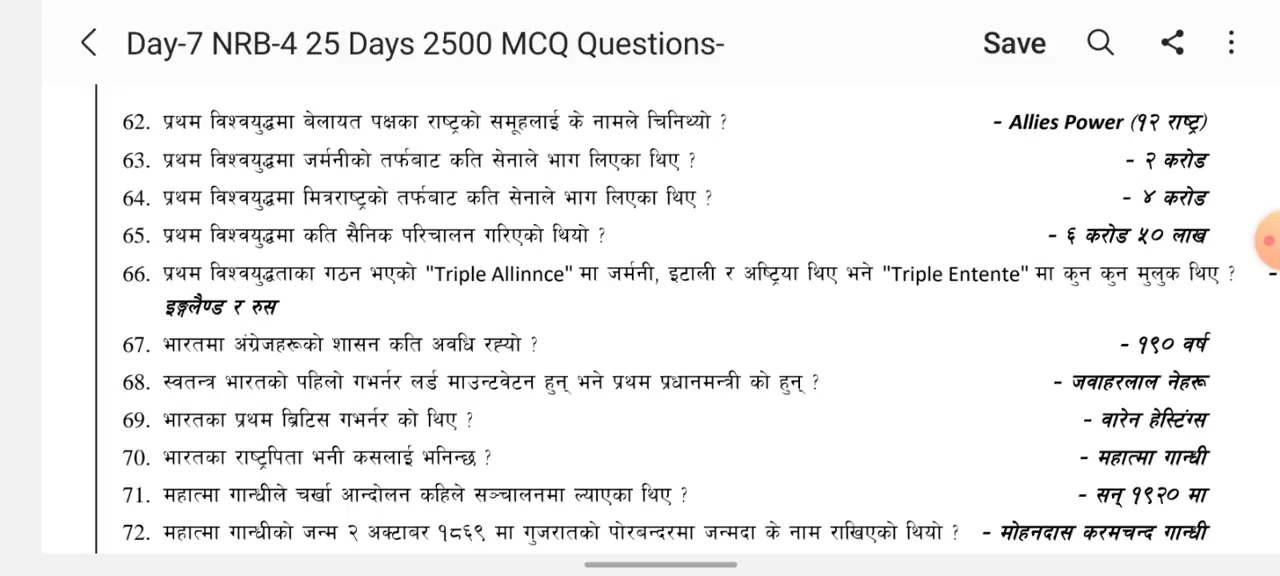 Day-7 NRB-4 25 Days 2500 MCQ Questions- Save
62. प्रथम विश्वयुद्धमा बेलायत पक्षका राष्ट्रको समूहलाई के नामले चिनिथ्यो ? - Allies Power (१२ राष्ट्र)
63. प्रथम विश्वयुद्धमा जर्मनीको तर्फबाट कति सेनाले भाग लिएका थिए ? - २ करोड
64. प्रथम विश्वयुद्धमा मित्रराष्ट्रको तर्फबाट कति सेनाले भाग लिएका थिए ? - ४ करोड
65. प्रथम विश्वयुद्धमा कति सैनिक परिचालन गरिएको थियो ? - ६ करोड ५० लाख
66. प्रथम विश्वयुद्धताका गठन भएको "Triple Allinnce" मा जर्मनी, इटाली र अष्ट्रिया थिए भने "Triple Entente" मा कुन कुन मुलुक थिए ? -
इङ्गलैण्ड र रुस
67. भारतमा अंग्रेजहरूको शासन कति अवधि रह्यो ? - १९० वर्ष
68. स्वतन्त्र भारतको पहिलो गभर्नर लर्ड माउन्टवेटन हुन् भने प्रथम प्रधानमन्त्री को हुन् ? - जवाहरलाल नेहरू
69. भारतका प्रथम ब्रिटिस गभर्नर को थिए ? - वारेन हेस्टिंग्स
70. भारतका राष्ट्रपिता भनी कसलाई भनिन्छ ? - महात्मा गान्धी
71. महात्मा गान्धीले चर्खा आन्दोलन कहिले सञ्चालनमा ल्याएका थिए ? - सन् १९२० मा
72. महात्मा गान्धीको जन्म २ अक्टाबर १८६९ मा गुजरातको पोरबन्दरमा जन्मदा के नाम राखिएको थियो ? - मोहनदास करमचन्द गान्धी